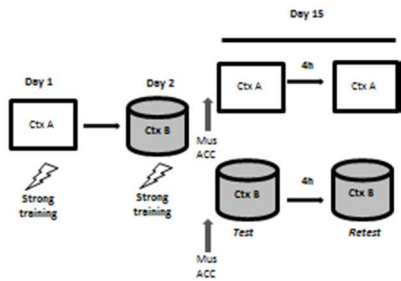 Day 15
Day 1
Day 2
4h
Ctx A
Ctx A
Ctx A
Ctx B
Mus
ACC
Strong
training
Strong
training
4h
Ctx B
Ctx B
Test
Retest
Mus
ACC